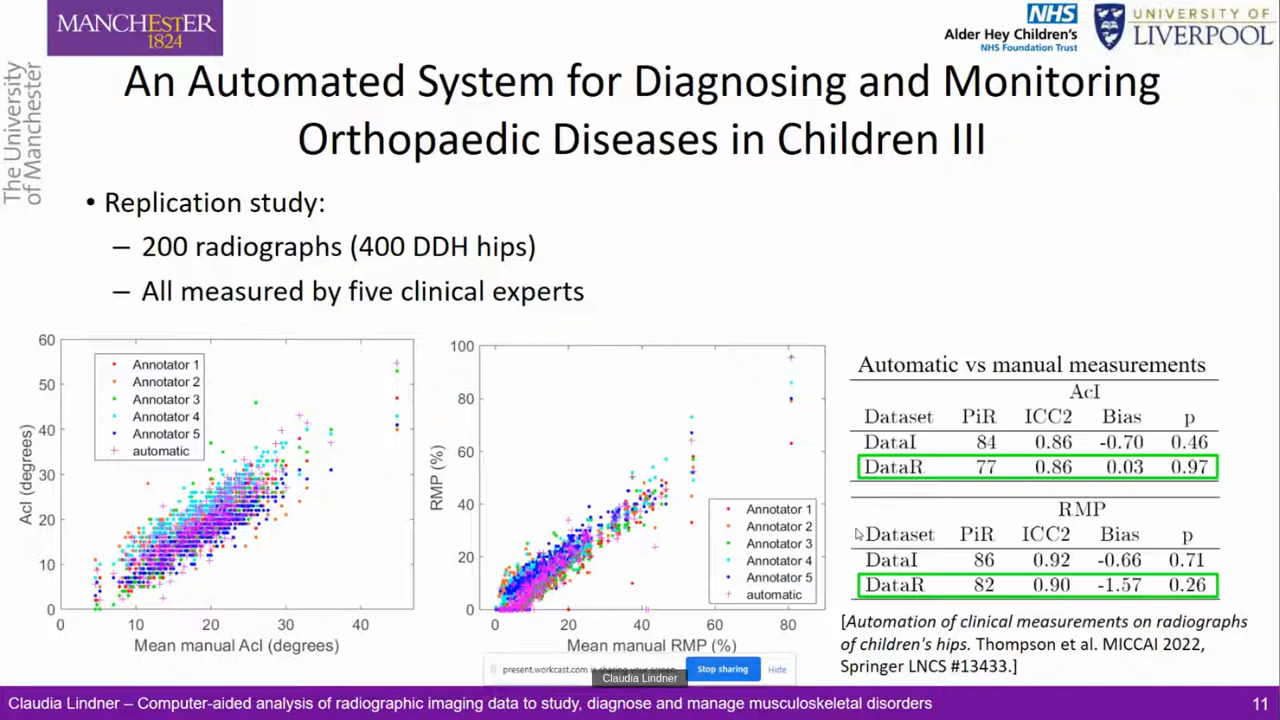 MANCHESTER
1824
The University
of Manchester
NHS
Alder Hey Children's
NHS Foundation Trust
UNIVERSITY OF
LIVERPOOL
An Automated System for Diagnosing and Monitoring
Orthopaedic Diseases in Children III
• Replication study:
– 200 radiographs (400 DDH hips)
– All measured by five clinical experts
60
50
40
30
20
10
0
AcI (degrees)
Annotator 1
Annotator 2
Annotator 3
Annotator 4
Annotator 5
automatic
0 20 40
Mean manual AcI (degrees)
100
80
60
40
20
0
RMP (%)
Annotator 1
Annotator 2
Annotator 3
Annotator 4
Annotator 5
automatic
0 20 40 60 80
Mean manual RMP (%)
Automatic vs manual measurements
AcI
Dataset PiR ICC2 Bias p
DataI 84 0.86 -0.70 0.46
DataR 77 0.86 0.03 0.97
RMP
Dataset PiR ICC2 Bias p
DataI 86 0.92 -0.66 0.71
DataR 82 0.90 -1.57 0.26
[Automation of clinical measurements on radiographs
of children's hips. Thompson et al. MICCAI 2022,
Springer LNCS #13433.]
present.workcast.com is sharing your screen.
Stop sharing
Hide
Claudia Lindner
Claudia Lindner – Computer-aided analysis of radiographic imaging data to study, diagnose and manage musculoskeletal disorders
11